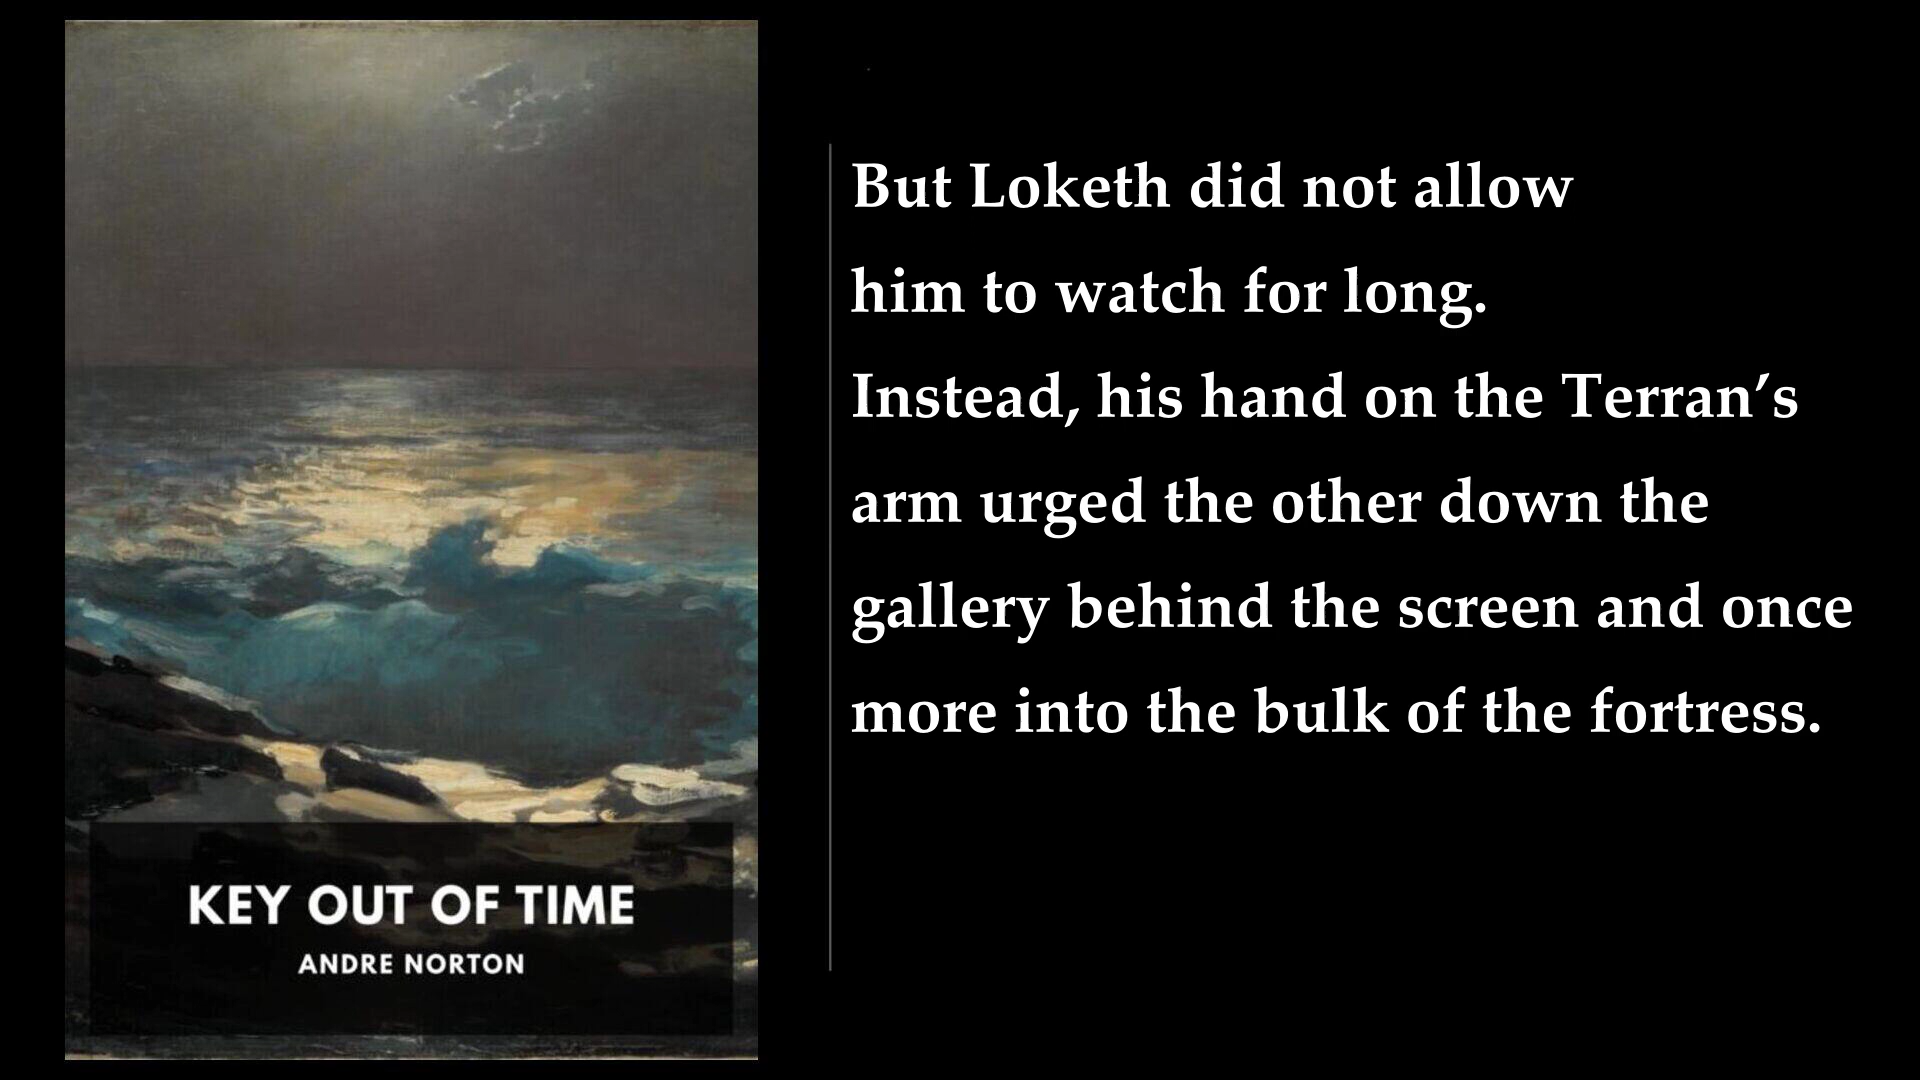 But Loketh did not allow
him to watch for long.
Instead, his hand on the Terran’s
arm urged the other down the
gallery behind the screen and once
more into the bulk of the fortress.
KEY OUT OF TIME
ANDRE NORTON